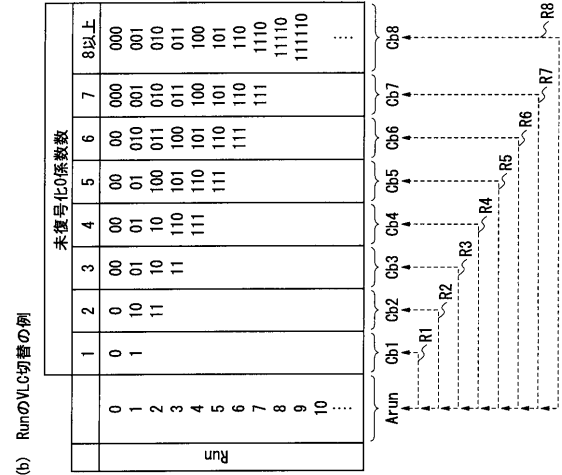 (b) RunのVLC切替の例
未復号化0係数数
1 2 3 4 5 6 7 8以上
Run
0 0 0 00 00 00 00 000 000
1 1 10 01 01 01 010 001 001
2 11 10 10 100 011 010 010
3 11 110 101 100 011 011
4 111 110 101 100 100
5 111 110 101 101
6 111 110 110
7 111 1110
8 11110
9 111110
10 ....
....
Arun Cb1 Cb2 Cb3 Cb4 Cb5 Cb6 Cb7 Cb8
R1
R2
R3
R4
R5
R6
R7
R8